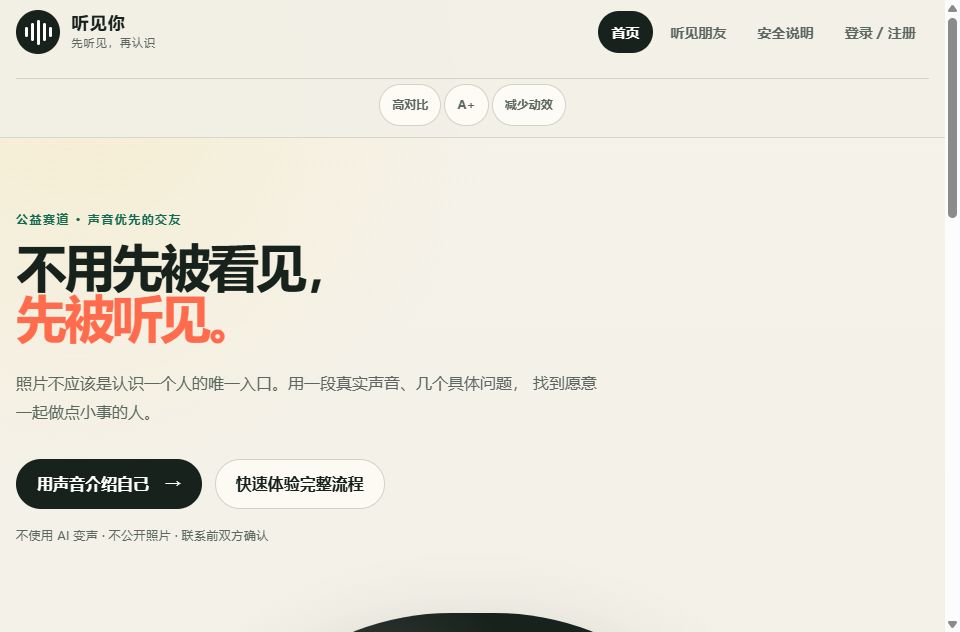 听见你
先听见，再认识
首页
听见朋友
安全说明
登录 / 注册
高对比
A+
减少动效
公益赛道 · 声音优先的交友
不用先被看见，
先被听见。
照片不应该是认识一个人的唯一入口。用一段真实声音、几个具体问题， 找到愿意
一起做点小事的人。
用声音介绍自己 →
快速体验完整流程
不使用 AI 变声 · 不公开照片 · 联系前双方确认